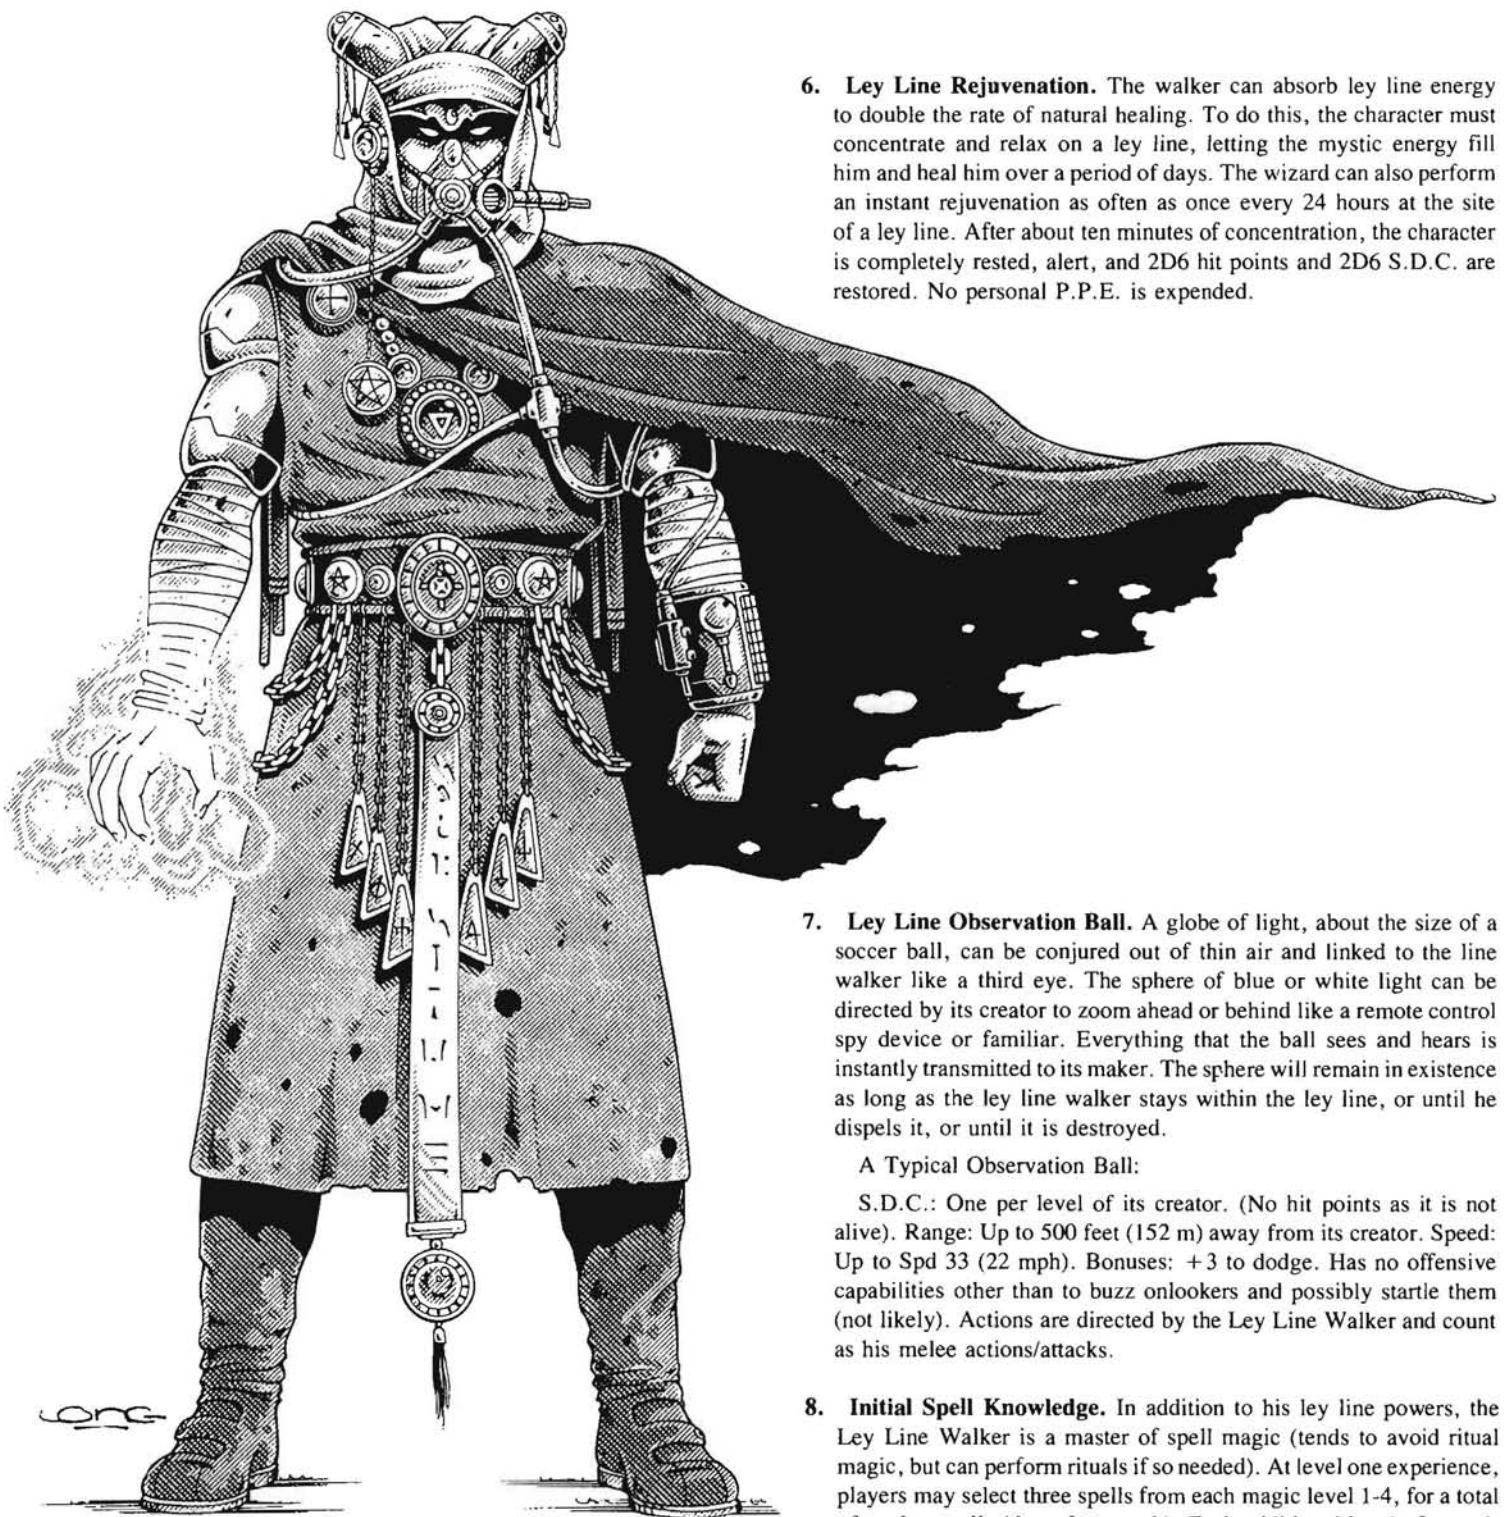 6. Ley Line Rejuvenation. The walker can absorb ley line energy
to double the rate of natural healing. To do this, the character must
concentrate and relax on a ley line, letting the mystic energy fill
him and heal him over a period of days. The wizard can also perform
an instant rejuvenation as often as once every 24 hours at the site
of a ley line. After about ten minutes of concentration, the character
is completely rested, alert, and 2D6 hit points and 2D6 S.D.C. are
restored. No personal P.P.E. is expended.
7. Ley Line Observation Ball. A globe of light, about the size of a
soccer ball, can be conjured out of thin air and linked to the line
walker like a third eye. The sphere of blue or white light can be
directed by its creator to zoom ahead or behind like a remote control
spy device or familiar. Everything that the ball sees and hears is
instantly transmitted to its maker. The sphere will remain in existence
as long as the ley line walker stays within the ley line, or until he
dispels it, or until it is destroyed.
A Typical Observation Ball:
S.D.C.: One per level of its creator. (No hit points as it is not
alive). Range: Up to 500 feet (152 m) away from its creator. Speed:
Up to Spd 33 (22 mph). Bonuses: +3 to dodge. Has no offensive
capabilities other than to buzz onlookers and possibly startle them
(not likely). Actions are directed by the Ley Line Walker and count
as his melee actions/attacks.
8. Initial Spell Knowledge. In addition to his ley line powers, the
Ley Line Walker is a master of spell magic (tends to avoid ritual
magic, but can perform rituals if so needed). At level one experience,
players may select three spells from each magic level 1-4, for a total
LONG